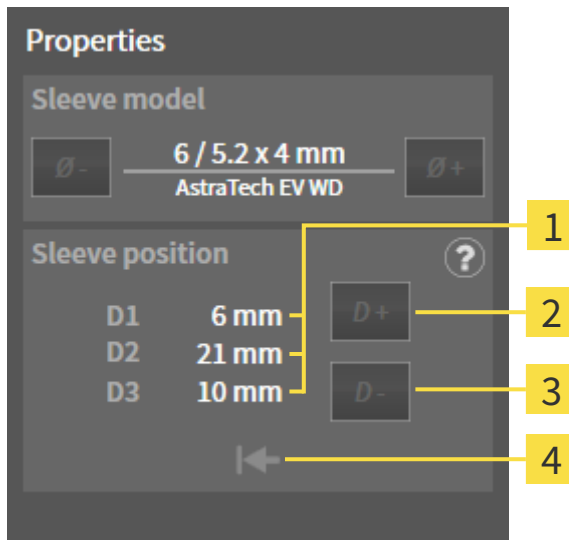 Properties
Sleeve model
Ø - 6 / 5.2 x 4 mm Ø +
AstraTech EV WD
1
Sleeve position ?
D1 6 mm D + 2
D2 21 mm
D3 10 mm D - 3
4